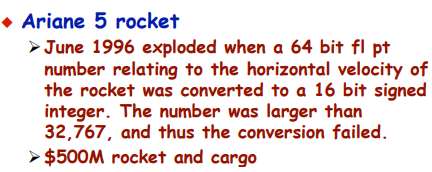 Ariane 5 rocket
June 1996 exploded when a 64 bit fl pt
number relating to the horizontal velocity of
the rocket was converted to a 16 bit signed
integer. The number was larger than
32,767, and thus the conversion failed.
$500M rocket and cargo